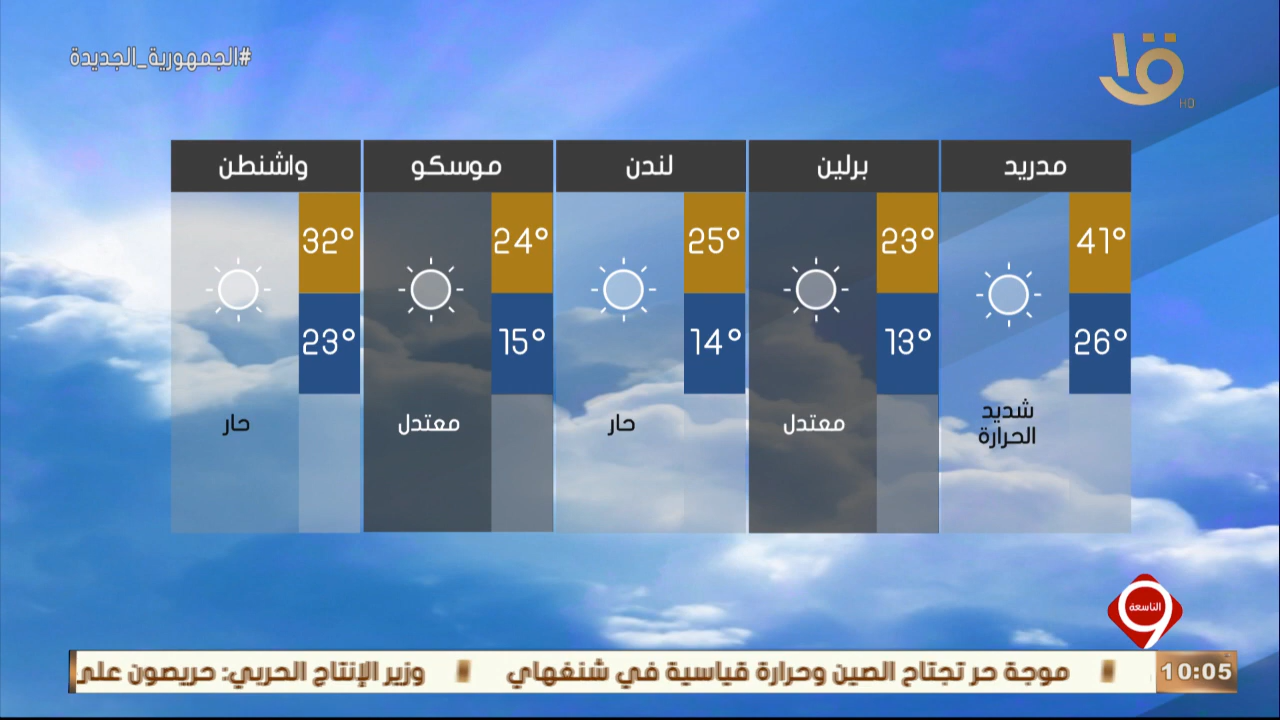 #الجمهورية_الجديدة
قا
HD
مدريد
41°
26°
شديد
الحرارة
برلين
23°
13°
معتدل
لندن
25°
14°
حار
موسكو
24°
15°
معتدل
واشنطن
32°
23°
حار
9
التاسعة
10:05
موجة حر تجتاح الصين وحرارة قياسية في شنغهاي
وزير الإنتاج الحربي: حريصون على